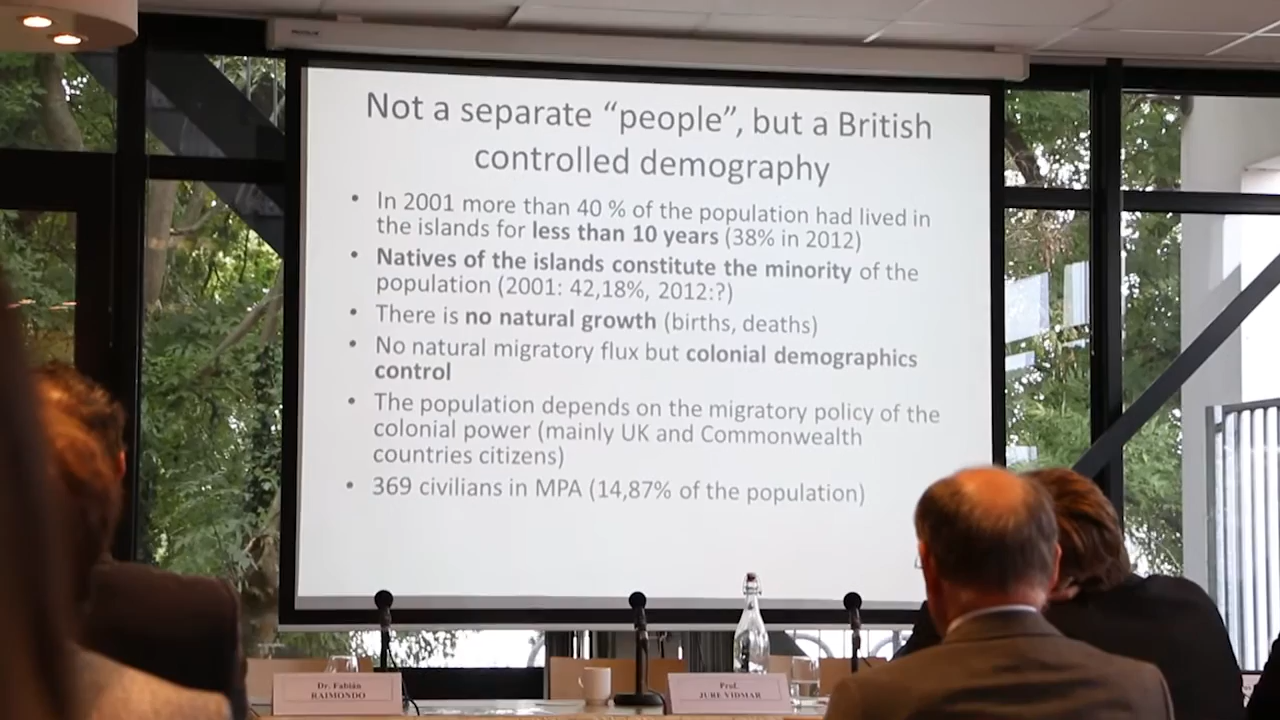 Not a separate “people”, but a British
controlled demography
• In 2001 more than 40 % of the population had lived in
the islands for less than 10 years (38% in 2012)
• Natives of the islands constitute the minority of the
population (2001: 42,18%, 2012:?)
• There is no natural growth (births, deaths)
• No natural migratory flux but colonial demographics
control
• The population depends on the migratory policy of the
colonial power (mainly UK and Commonwealth
countries citizens)
• 369 civilians in MPA (14,87% of the population)
Dr. Fabián
RAIMONDO
Prof.
JURE VIDMAR